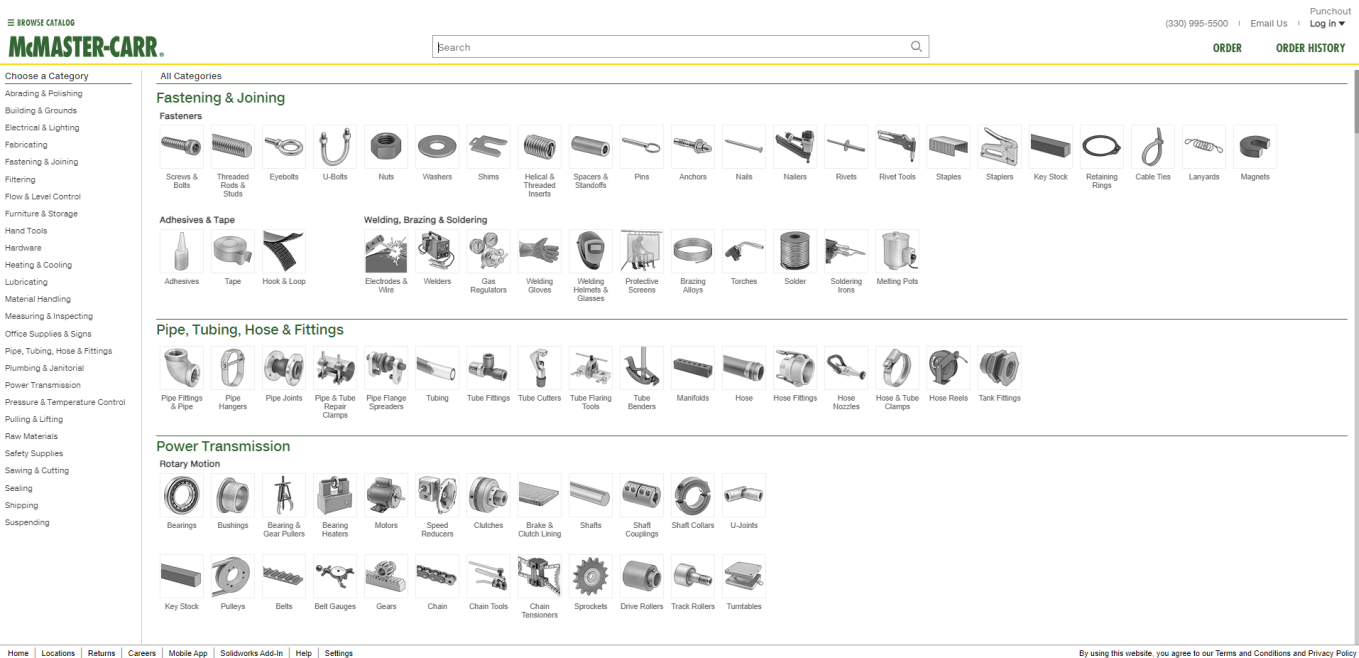 Punchout
☰ BROWSE CATALOG
(330) 995-5500 | Email Us | Log in ▼
McMASTER-CARR®
Search
ORDER
ORDER HISTORY
Choose a Category
Abrading & Polishing
Building & Grounds
Electrical & Lighting
Fabricating
Fastening & Joining
Filtering
Flow & Level Control
Furniture & Storage
Hand Tools
Hardware
Heating & Cooling
Lubricating
Material Handling
Measuring & Inspecting
Office Supplies & Signs
Pipe, Tubing, Hose & Fittings
Plumbing & Janitorial
Power Transmission
Pressure & Temperature Control
Pulling & Lifting
Raw Materials
Safety Supplies
Sawing & Cutting
Sealing
Shipping
Suspending
All Categories
Fastening & Joining
Fasteners
Screws &
Bolts
Threaded
Rods &
Studs
Eyebolts
U-Bolts
Nuts
Washers
Shims
Helical &
Threaded
Inserts
Spacers &
Standoffs
Pins
Anchors
Nails
Nailers
Rivets
Rivet Tools
Staples
Staplers
Key Stock
Retaining
Rings
Cable Ties
Lanyards
Magnets
Adhesives & Tape
Adhesives
Tape
Hook & Loop
Welding, Brazing & Soldering
Electrodes &
Wire
Welders
Gas
Regulators
Welding
Gloves
Welding
Helmets &
Glasses
Protective
Screens
Brazing
Alloys
Torches
Solder
Soldering
Irons
Melting Pots
Pipe, Tubing, Hose & Fittings
Pipe Fittings
& Pipe
Pipe
Hangers
Pipe Joints
Pipe & Tube
Repair
Clamps
Pipe Flange
Spreaders
Tubing
Tube Fittings
Tube Cutters
Tube Flaring
Tools
Tube
Benders
Manifolds
Hose
Hose Fittings
Hose
Nozzles
Hose & Tube
Clamps
Hose Reels
Tank Fittings
Power Transmission
Rotary Motion
Bearings
Bushings
Bearing &
Gear Pullers
Bearing
Heaters
Motors
Speed
Reducers
Clutches
Brake &
Clutch Lining
Shafts
Shaft
Couplings
Shaft Collars
U-Joints
Key Stock
Pulleys
Belts
Belt Gauges
Gears
Chain
Chain Tools
Chain
Tensioners
Sprockets
Drive Rollers
Track Rollers
Turntables
Home | Locations | Returns | Careers | Mobile App | Solidworks Add-In | Help | Settings
By using this website, you agree to our Terms and Conditions and Privacy Policy